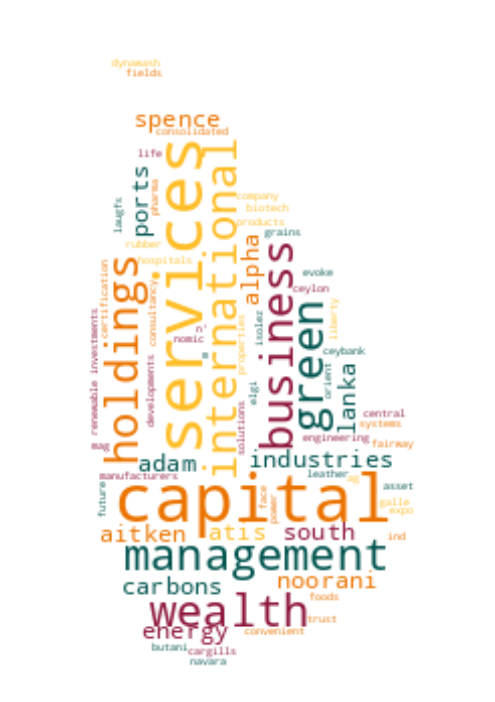 dynawash
fields
spence
consolidated
life
services
international
ports
pharma
laugfs
company
biotech
products
grains
rubber
hospitals
holdings
certification
consultancy
alpha
business
evoke
ceylon
green
liberty
isolez
renewable investments
developments
n'
nomic
properties
ceybank
orient
lanka
elgi
solutions
central
systems
engineering
fairway
mag
adam
industries
manufacturers
leather
ag
asset
future
capital
face
power
galle
expo
aitken
atis
south
ind
management
carbons
noorani
foods
wealth
trust
energy
convenient
butani
cargills
navara